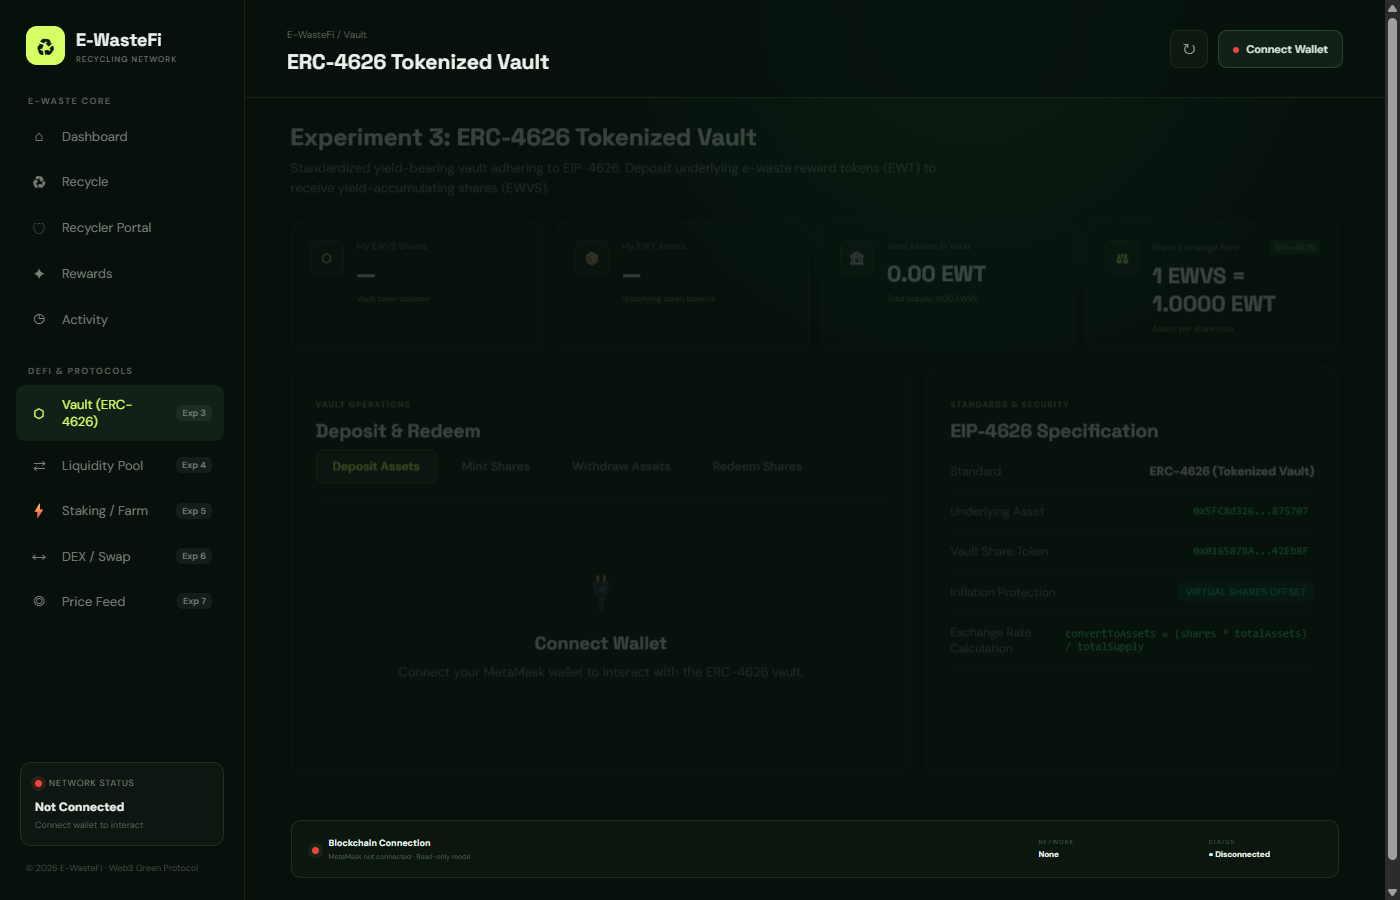 E-WasteFi
RECYCLING NETWORK
E-WASTE CORE
Dashboard
Recycle
Recycler Portal
Rewards
Activity
DEFI & PROTOCOLS
Vault (ERC-
4626)
Exp 3
Liquidity Pool
Exp 4
Staking / Farm
Exp 5
DEX / Swap
Exp 6
Price Feed
Exp 7
NETWORK STATUS
Not Connected
Connect wallet to interact
© 2026 E-WasteFi · Web3 Green Protocol
E-WasteFi / Vault
ERC-4626 Tokenized Vault
Connect Wallet
Experiment 3: ERC-4626 Tokenized Vault
Standardized yield-bearing vault adhering to EIP-4626. Deposit underlying e-waste reward tokens (EWT) to
receive yield-accumulating shares (EWVS).
My EWVS Shares
—
Vault token balance
My EWT Assets
—
Underlying token balance
Total Assets in Vault
0.00 EWT
Total Supply: 0.00 EWVS
Share Exchange Rate
EIP-4626
1 EWVS =
1.0000 EWT
Assets per share ratio
VAULT OPERATIONS
Deposit & Redeem
Deposit Assets
Mint Shares
Withdraw Assets
Redeem Shares
Connect Wallet
Connect your MetaMask wallet to interact with the ERC-4626 vault.
STANDARDS & SECURITY
EIP-4626 Specification
Standard
ERC-4626 (Tokenized Vault)
Underlying Asset
0x5FC8d326...875707
Vault Share Token
0x0165878A...42Eb8F
Inflation Protection
VIRTUAL SHARES OFFSET
Exchange Rate
Calculation
convertToAssets = (shares * totalAssets)
/ totalSupply
Blockchain Connection
MetaMask not connected · Read-only mode
NETWORK
None
STATUS
● Disconnected